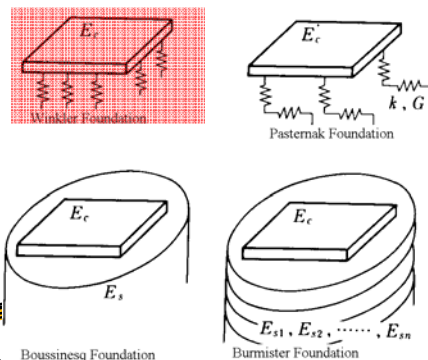 E_c
Winkler Foundation
E_c
k , G
Pasternak Foundation
E_c
E_s
Boussinesq Foundation
E_c
E_s1 , E_s2 , ······ , E_sn
Burmister Foundation